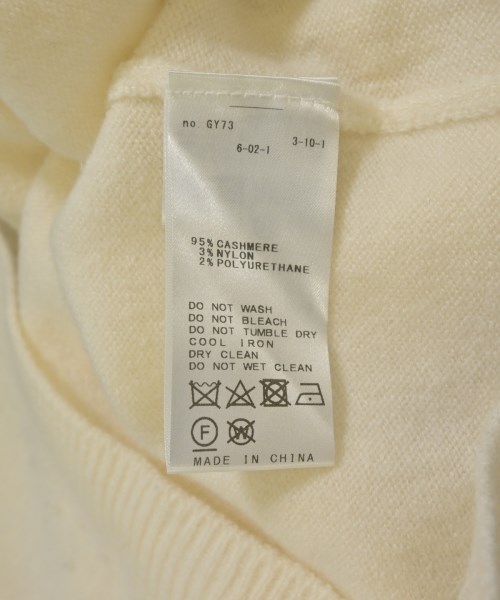 no. GY73
3-10-1
6-02-1
95% CASHMERE
3% NYLON
2% POLYURETHANE
DO NOT WASH
DO NOT BLEACH
DO NOT TUMBLE DRY
COOL IRON
DRY CLEAN
DO NOT WET CLEAN
F W
MADE IN CHINA